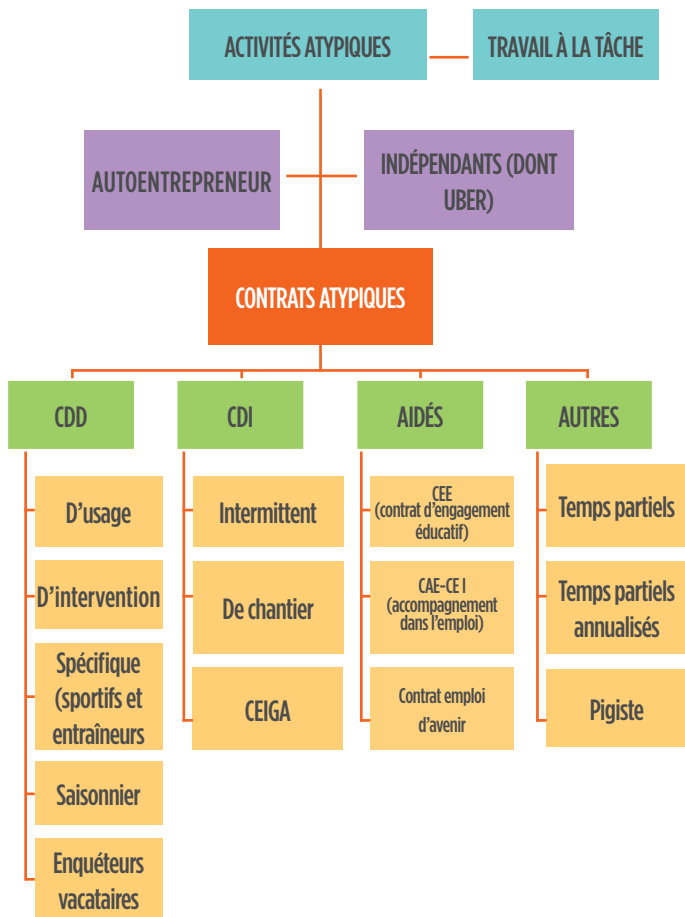 ACTIVITÉS ATYPIQUES
TRAVAIL À LA TÂCHE
AUTOENTREPRENEUR
INDÉPENDANTS (DONT
UBER)
CONTRATS ATYPIQUES
CDD
D'usage
D'intervention
Spécifique
(sportifs et
entraîneurs
Saisonnier
Enquéteurs
vacataires
CDI
Intermittent
De chantier
CEIGA
AIDÉS
CEE
(contrat d'engagement
éducatif)
CAE-CE I
(accompagnement
dans l'emploi)
Contrat emploi
d'avenir
AUTRES
Temps partiels
Temps partiels
annualisés
Pigiste